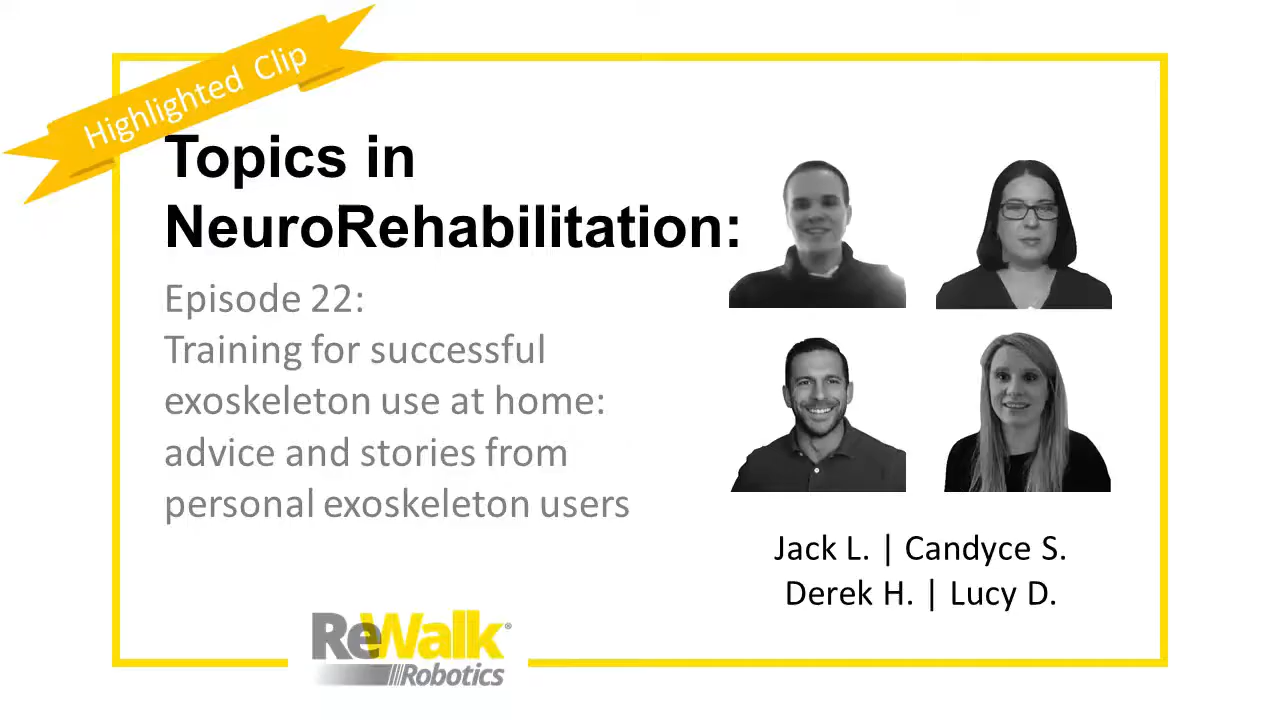 Highlighted Clip
Topics in
NeuroRehabilitation:
Episode 22:
Training for successful
exoskeleton use at home:
advice and stories from
personal exoskeleton users
Jack L. | Candyce S.
Derek H. | Lucy D.
ReWalk®
Robotics